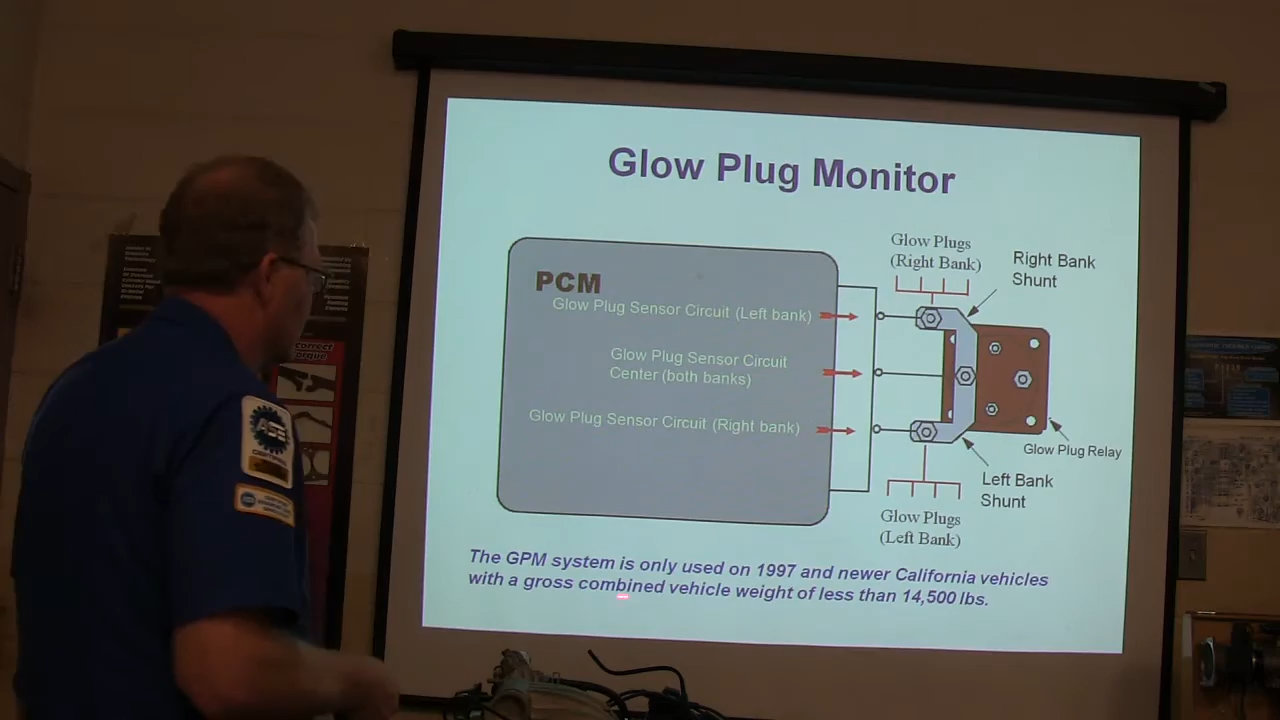 Glow Plug Monitor
Glow Plugs
(Right Bank)
Right Bank
Shunt
PCM
Glow Plug Sensor Circuit (Left bank)
Glow Plug Sensor Circuit
Center (both banks)
Glow Plug Sensor Circuit (Right bank)
Glow Plug Relay
Left Bank
Shunt
Glow Plugs
(Left Bank)
The GPM system is only used on 1997 and newer California vehicles
with a gross combined vehicle weight of less than 14,500 lbs.
ASE